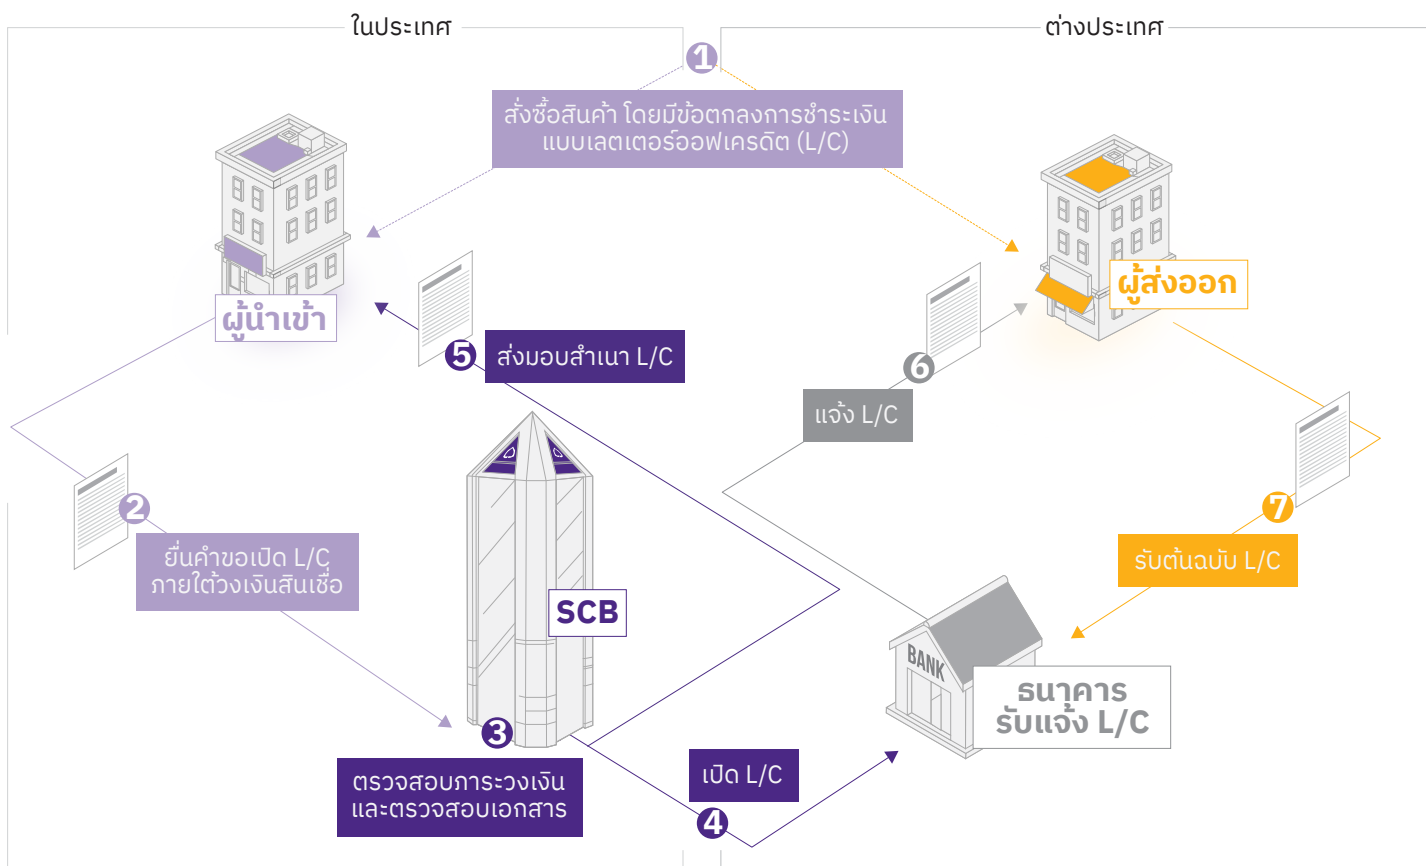 ในประเทศ
ต่างประเทศ
1
สั่งซื้อสินค้า โดยมีข้อตกลงการชำระเงิน
แบบเลตเตอร์ออฟเครดิต (L/C)
ผู้นำเข้า
ผู้ส่งออก
5
ส่งมอบสำเนา L/C
6
แจ้ง L/C
2
ยื่นคำขอเปิด L/C
ภายใต้วงเงินสินเชื่อ
7
รับต้นฉบับ L/C
SCB
BANK
ธนาคาร
รับแจ้ง L/C
3
ตรวจสอบภาระวงเงิน
และตรวจสอบเอกสาร
เปิด L/C
4